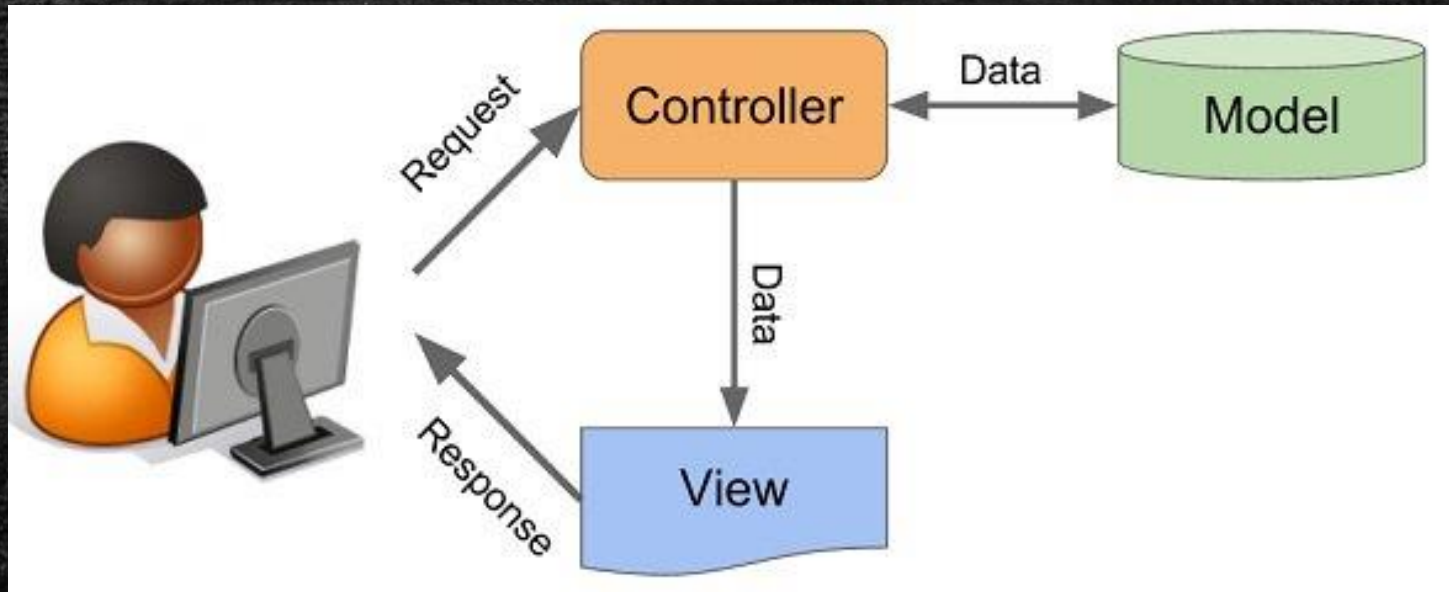 Request
Controller
Data
Model
Data
Response
View